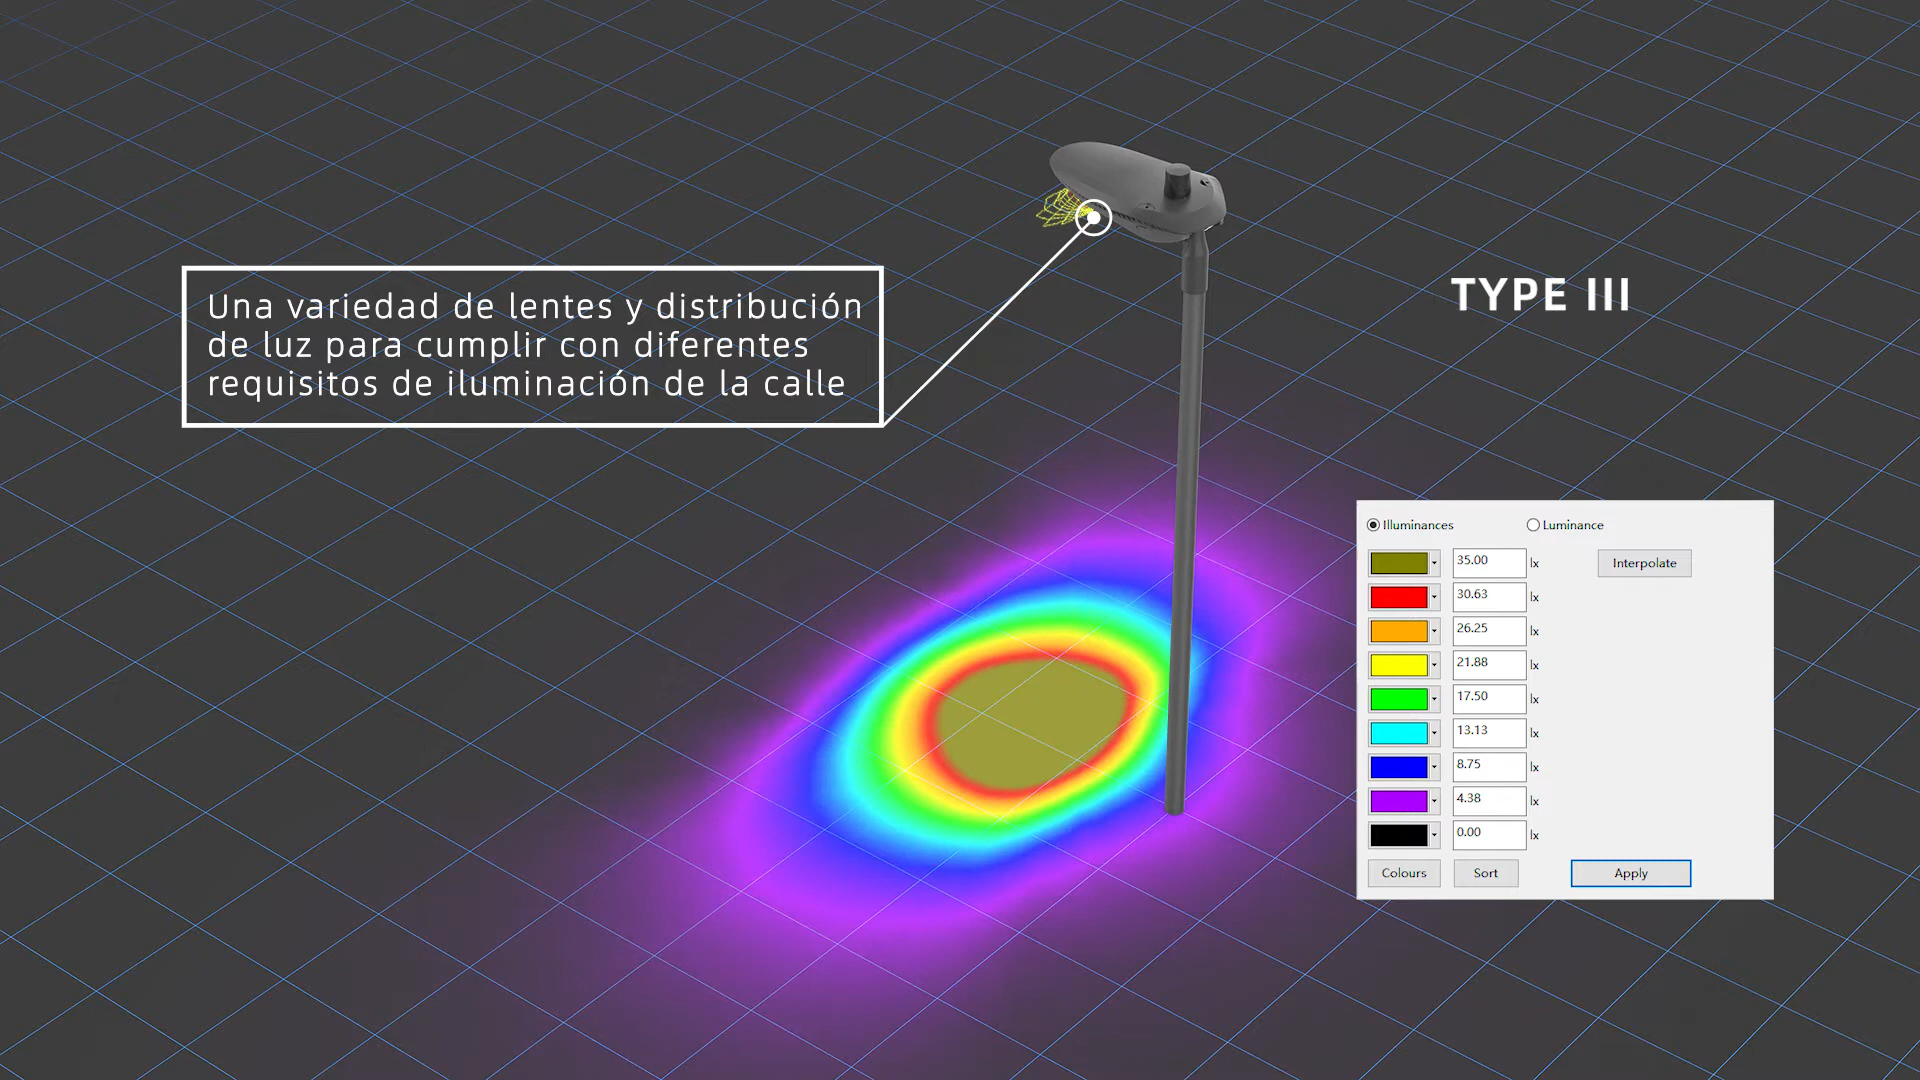 Una variedad de lentes y distribución
de luz para cumplir con diferentes
requisitos de iluminación de la calle
TYPE III
Illuminances Luminance
35.00 lx Interpolate
30.63 lx
26.25 lx
21.88 lx
17.50 lx
13.13 lx
8.75 lx
4.38 lx
0.00 lx
Colours Sort Apply